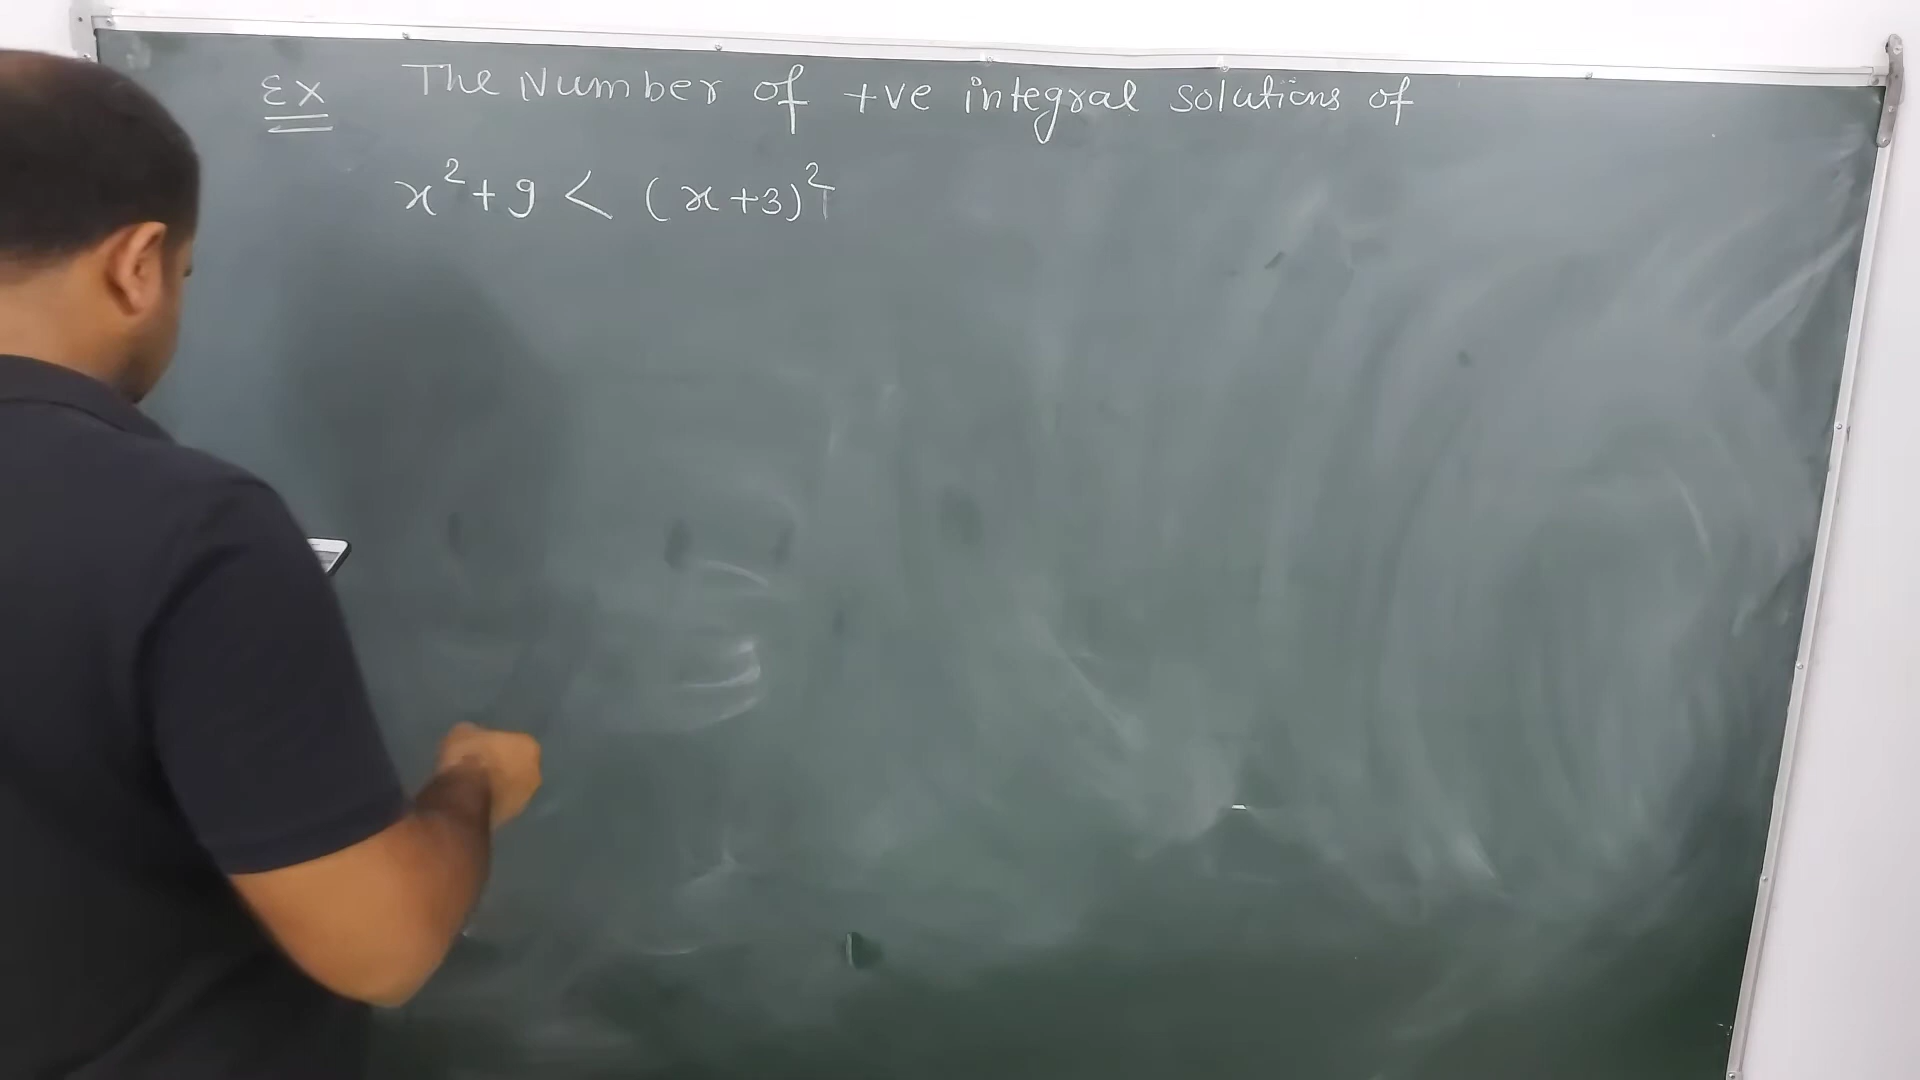 Ex The Number of +ve integral solutions of
x² + 9 < (x+3)²